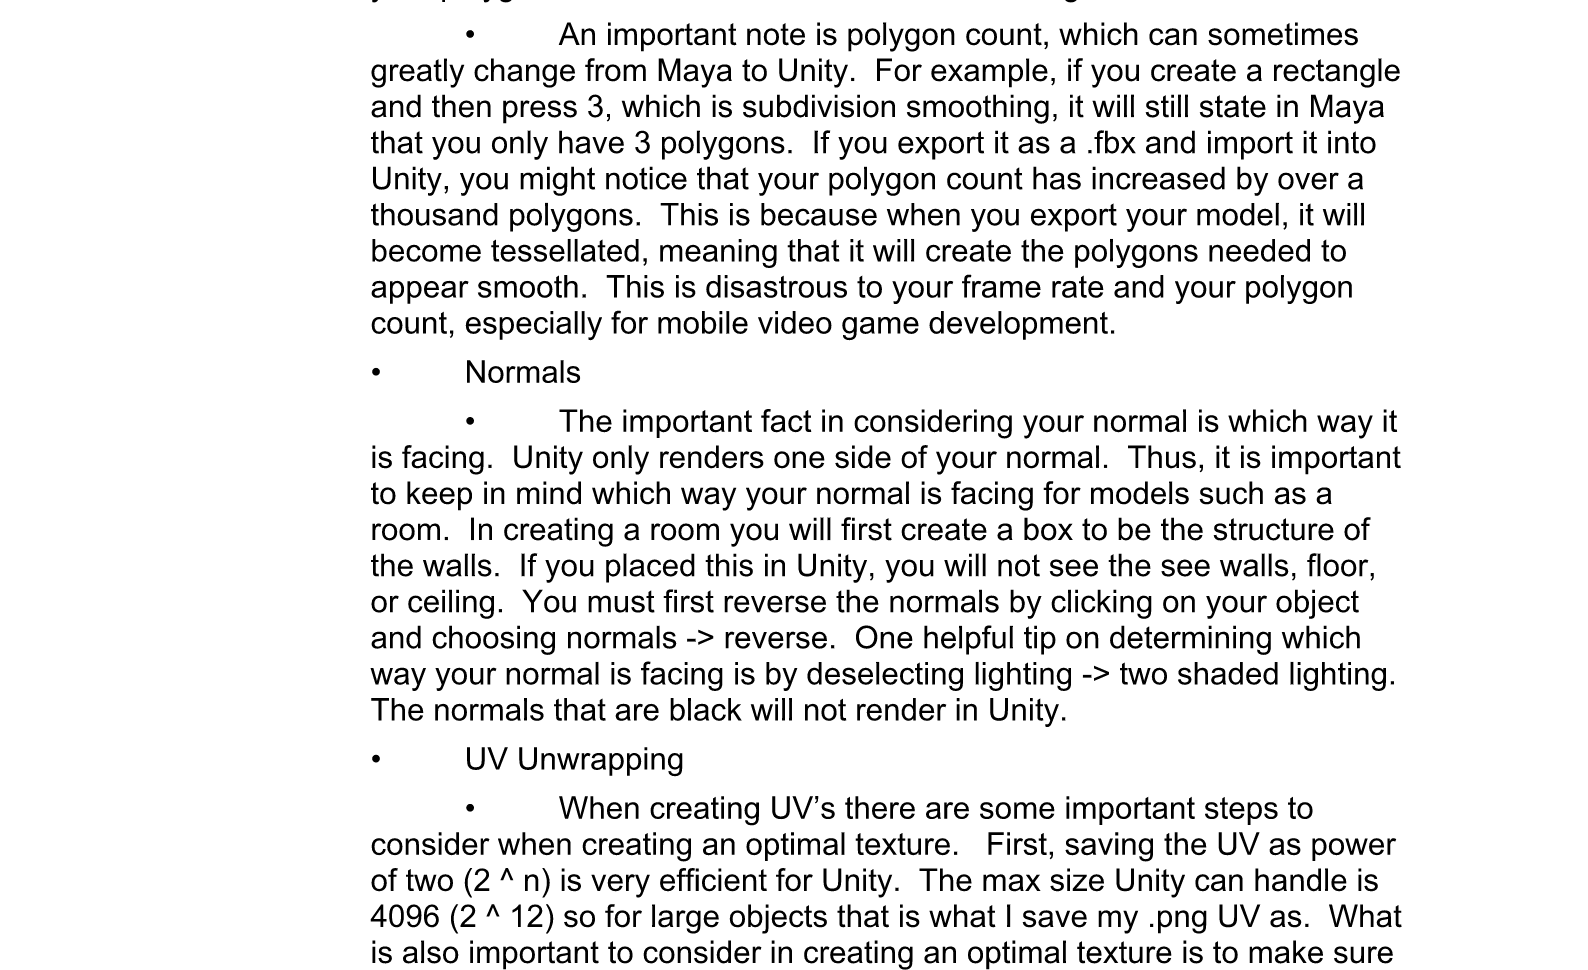 • An important note is polygon count, which can sometimes
greatly change from Maya to Unity.  For example, if you create a rectangle
and then press 3, which is subdivision smoothing, it will still state in Maya
that you only have 3 polygons.  If you export it as a .fbx and import it into
Unity, you might notice that your polygon count has increased by over a
thousand polygons.  This is because when you export your model, it will
become tessellated, meaning that it will create the polygons needed to
appear smooth.  This is disastrous to your frame rate and your polygon
count, especially for mobile video game development.
• Normals
• The important fact in considering your normal is which way it
is facing.  Unity only renders one side of your normal.  Thus, it is important
to keep in mind which way your normal is facing for models such as a
room.  In creating a room you will first create a box to be the structure of
the walls.  If you placed this in Unity, you will not see the see walls, floor,
or ceiling.  You must first reverse the normals by clicking on your object
and choosing normals -> reverse.  One helpful tip on determining which
way your normal is facing is by deselecting lighting -> two shaded lighting.
The normals that are black will not render in Unity.
• UV Unwrapping
• When creating UV’s there are some important steps to
consider when creating an optimal texture.   First, saving the UV as power
of two (2 ^ n) is very efficient for Unity.  The max size Unity can handle is
4096 (2 ^ 12) so for large objects that is what I save my .png UV as.  What
is also important to consider in creating an optimal texture is to make sure